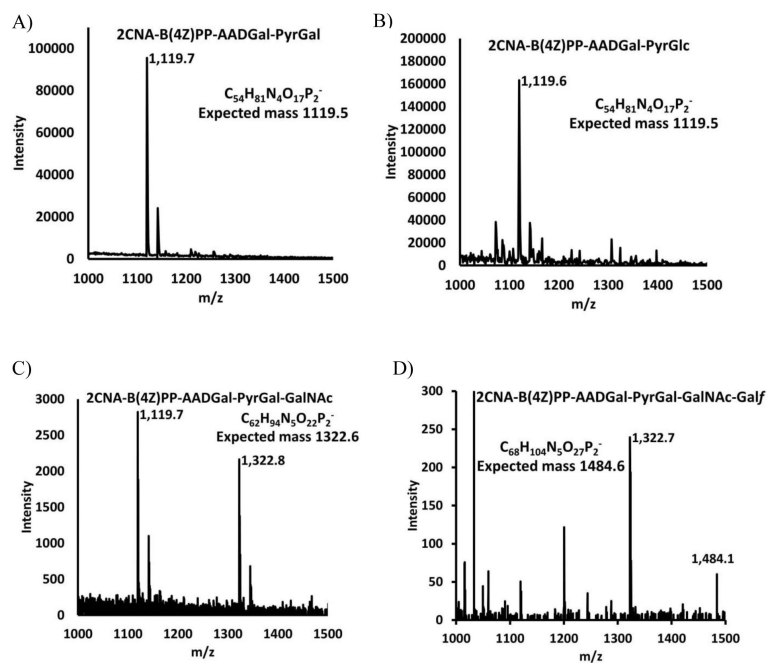 A)
2CNA-B(4Z)PP-AADGal-PyrGal
100000
80000
60000
40000
20000
0
Intensity
1,119.7
C54H81N4O17P2-
Expected mass 1119.5
1000 1100 1200 1300 1400 1500
m/z
B)
2CNA-B(4Z)PP-AADGal-PyrGlc
200000
180000
160000
140000
120000
100000
80000
60000
40000
20000
0
Intensity
1,119.6
C54H81N4O17P2-
Expected mass 1119.5
1000 1100 1200 1300 1400 1500
m/z
C)
2CNA-B(4Z)PP-AADGal-PyrGal-GalNAc
3000
2500
2000
1500
1000
500
0
Intensity
1,119.7
C62H94N5O22P2-
Expected mass 1322.6
1,322.8
1000 1100 1200 1300 1400 1500
m/z
D)
2CNA-B(4Z)PP-AADGal-PyrGal-GalNAc-Galf
300
250
200
150
100
50
0
Intensity
C68H104N5O27P2-
Expected mass 1484.6
1,322.7
1,484.1
1000 1100 1200 1300 1400 1500
m/z